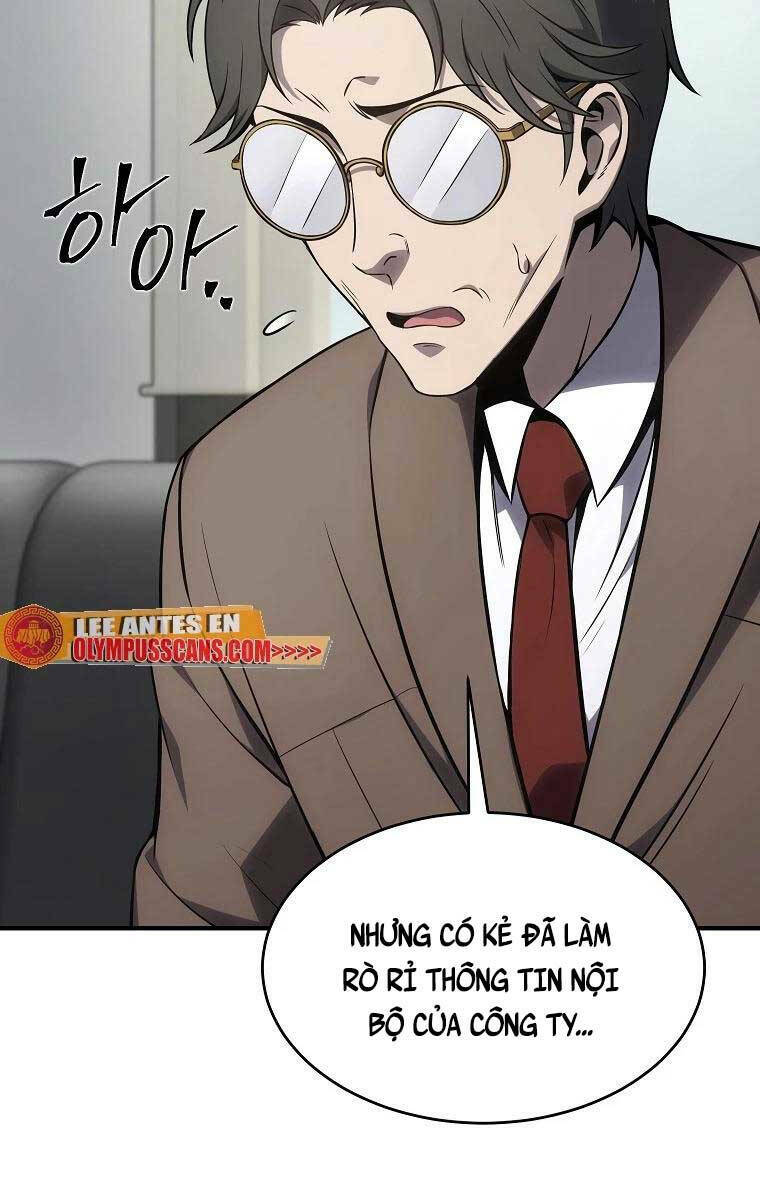 하아..
LEE ANTES EN
OLYMPUSSCANS.COM>>>>
NHƯNG CÓ KẺ ĐÃ LÀM
RÒ RỈ THÔNG TIN NỘI
BỘ CỦA CÔNG TY...